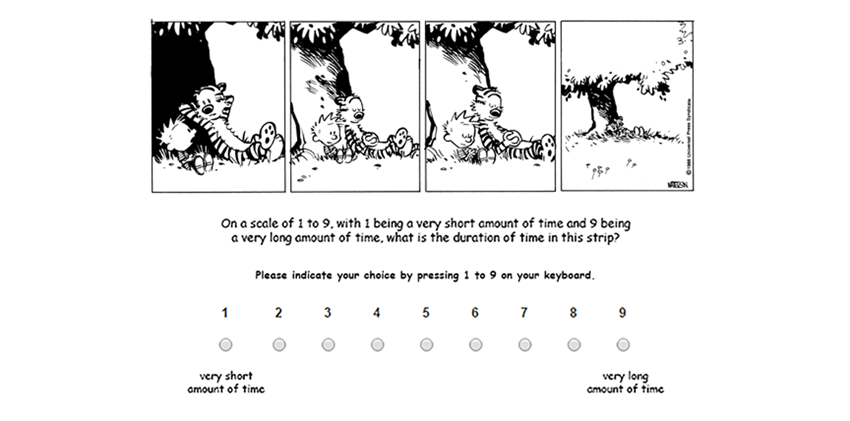 © 1988 Universal Press Syndicate
WATTERSON
On a scale of 1 to 9, with 1 being a very short amount of time and 9 being
a very long amount of time, what is the duration of time in this strip?
Please indicate your choice by pressing 1 to 9 on your keyboard.
1 2 3 4 5 6 7 8 9
very short very long
amount of time amount of time